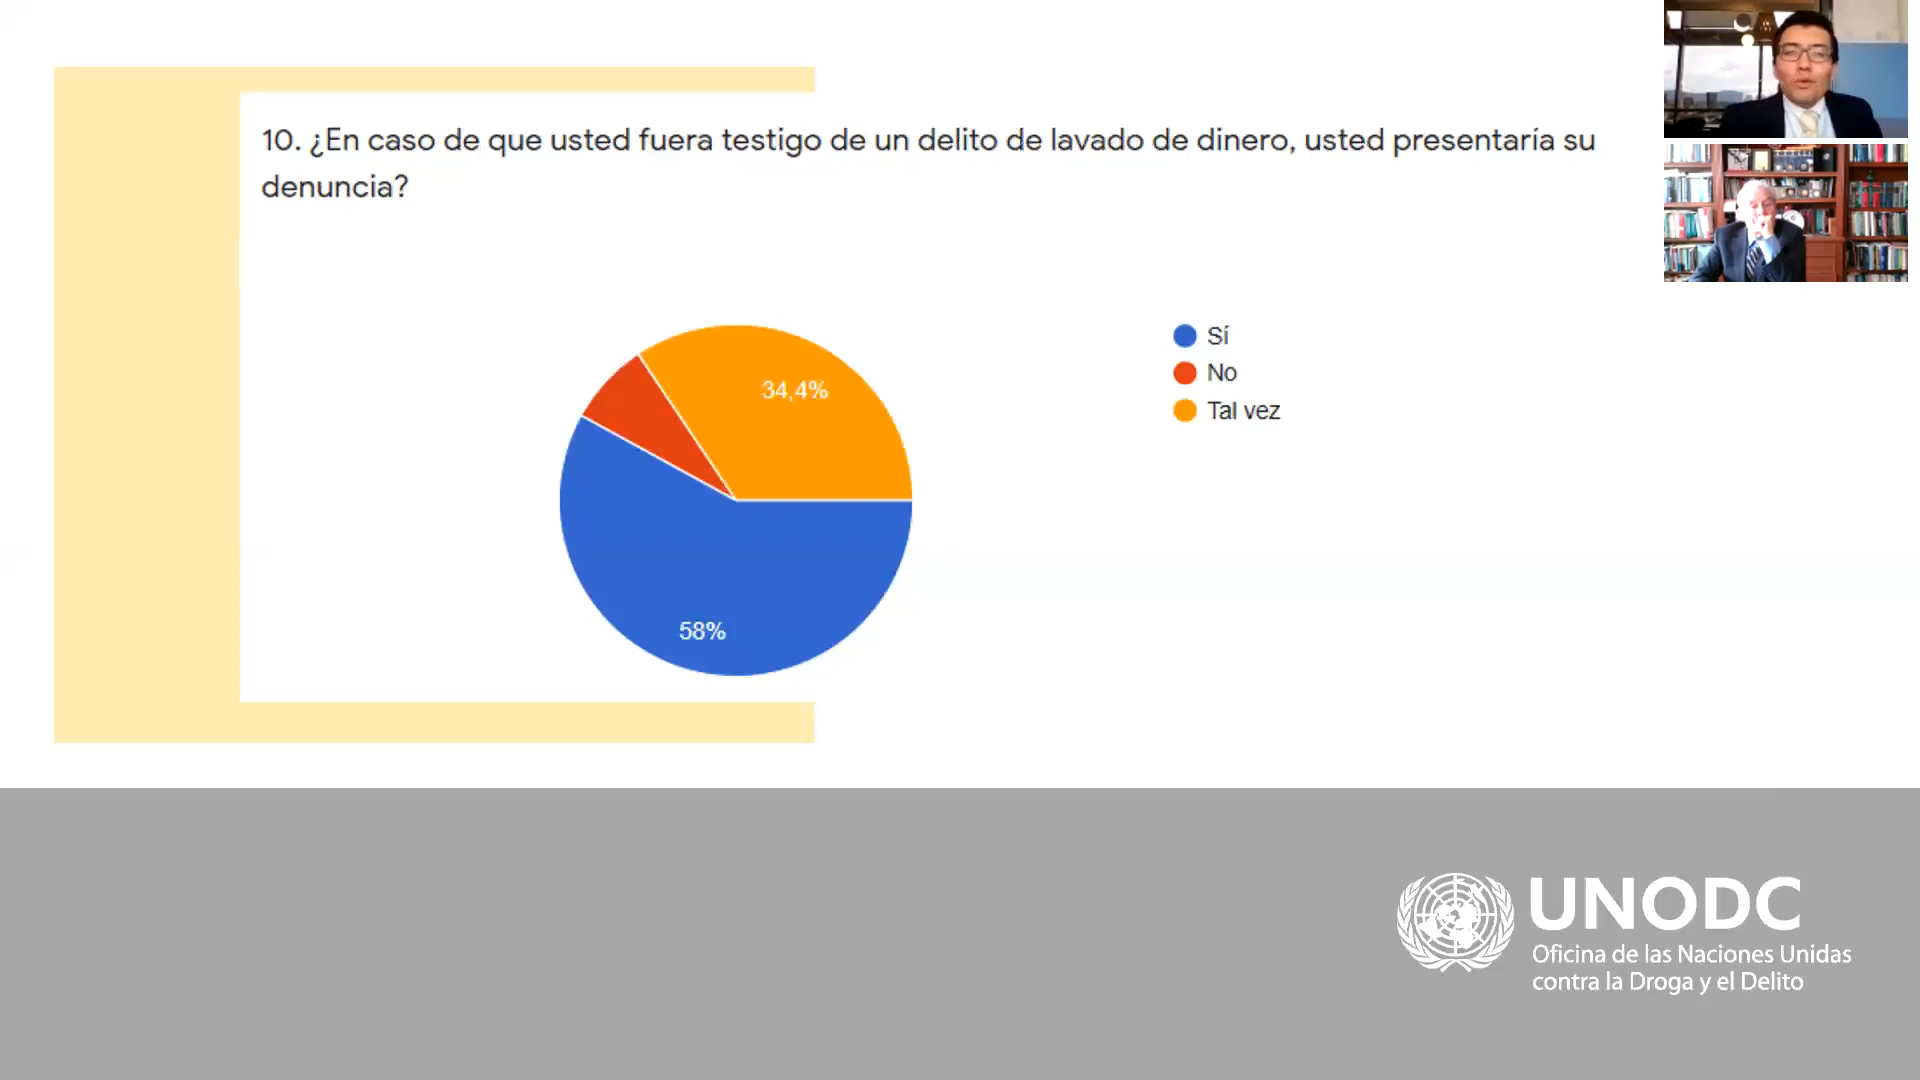 10. ¿En caso de que usted fuera testigo de un delito de lavado de dinero, usted presentaría su
denuncia?
34,4%
58%
Sí
No
Tal vez
UNODC
Oficina de las Naciones Unidas
contra la Droga y el Delito